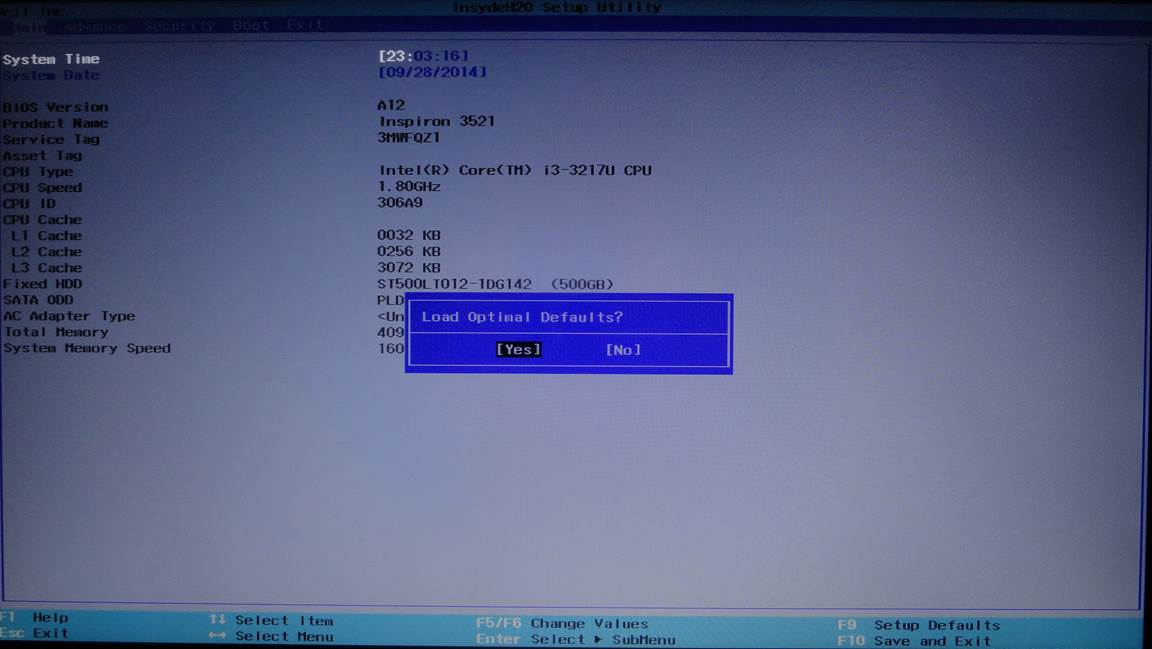 InsydeH2O Setup Utility
Dell Inc.
Main Advance Security Boot Exit
System Time [23:03:16]
System Date [09/28/2014]
BIOS Version A12
Product Name Inspiron 3521
Service Tag 3MWFQZ1
Asset Tag
CPU Type Intel(R) Core(TM) i3-3217U CPU
CPU Speed 1.80GHz
CPU ID 306A9
CPU Cache
L1 Cache 0032 KB
L2 Cache 0256 KB
L3 Cache 3072 KB
Fixed HDD ST500LT012-1DG142 (500GB)
SATA ODD PLD
AC Adapter Type <Un
Total Memory 409
System Memory Speed 160
Load Optimal Defaults?
[Yes] [No]
F1 Help ↑↓ Select Item F5/F6 Change Values F9 Setup Defaults
Esc Exit ↔ Select Menu Enter Select ▶ SubMenu F10 Save and Exit